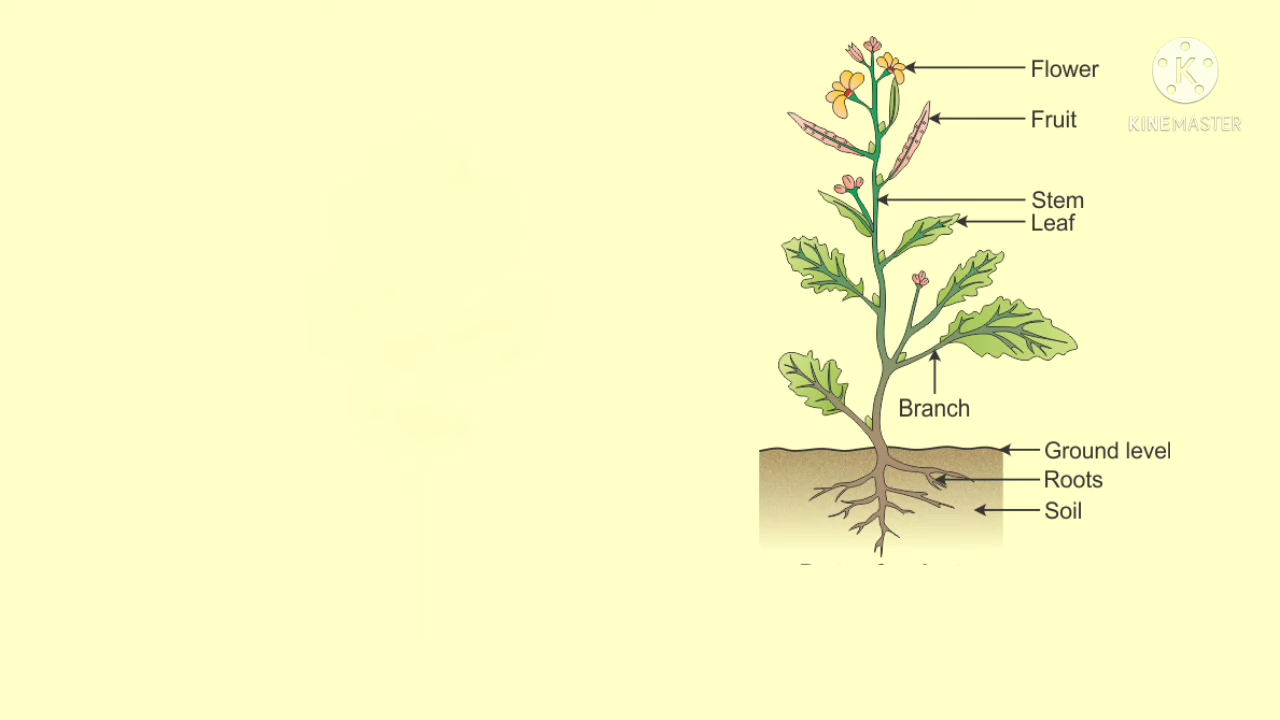 Flower
KINEMASTER
Fruit
Stem
Leaf
Branch
Ground level
Roots
Soil